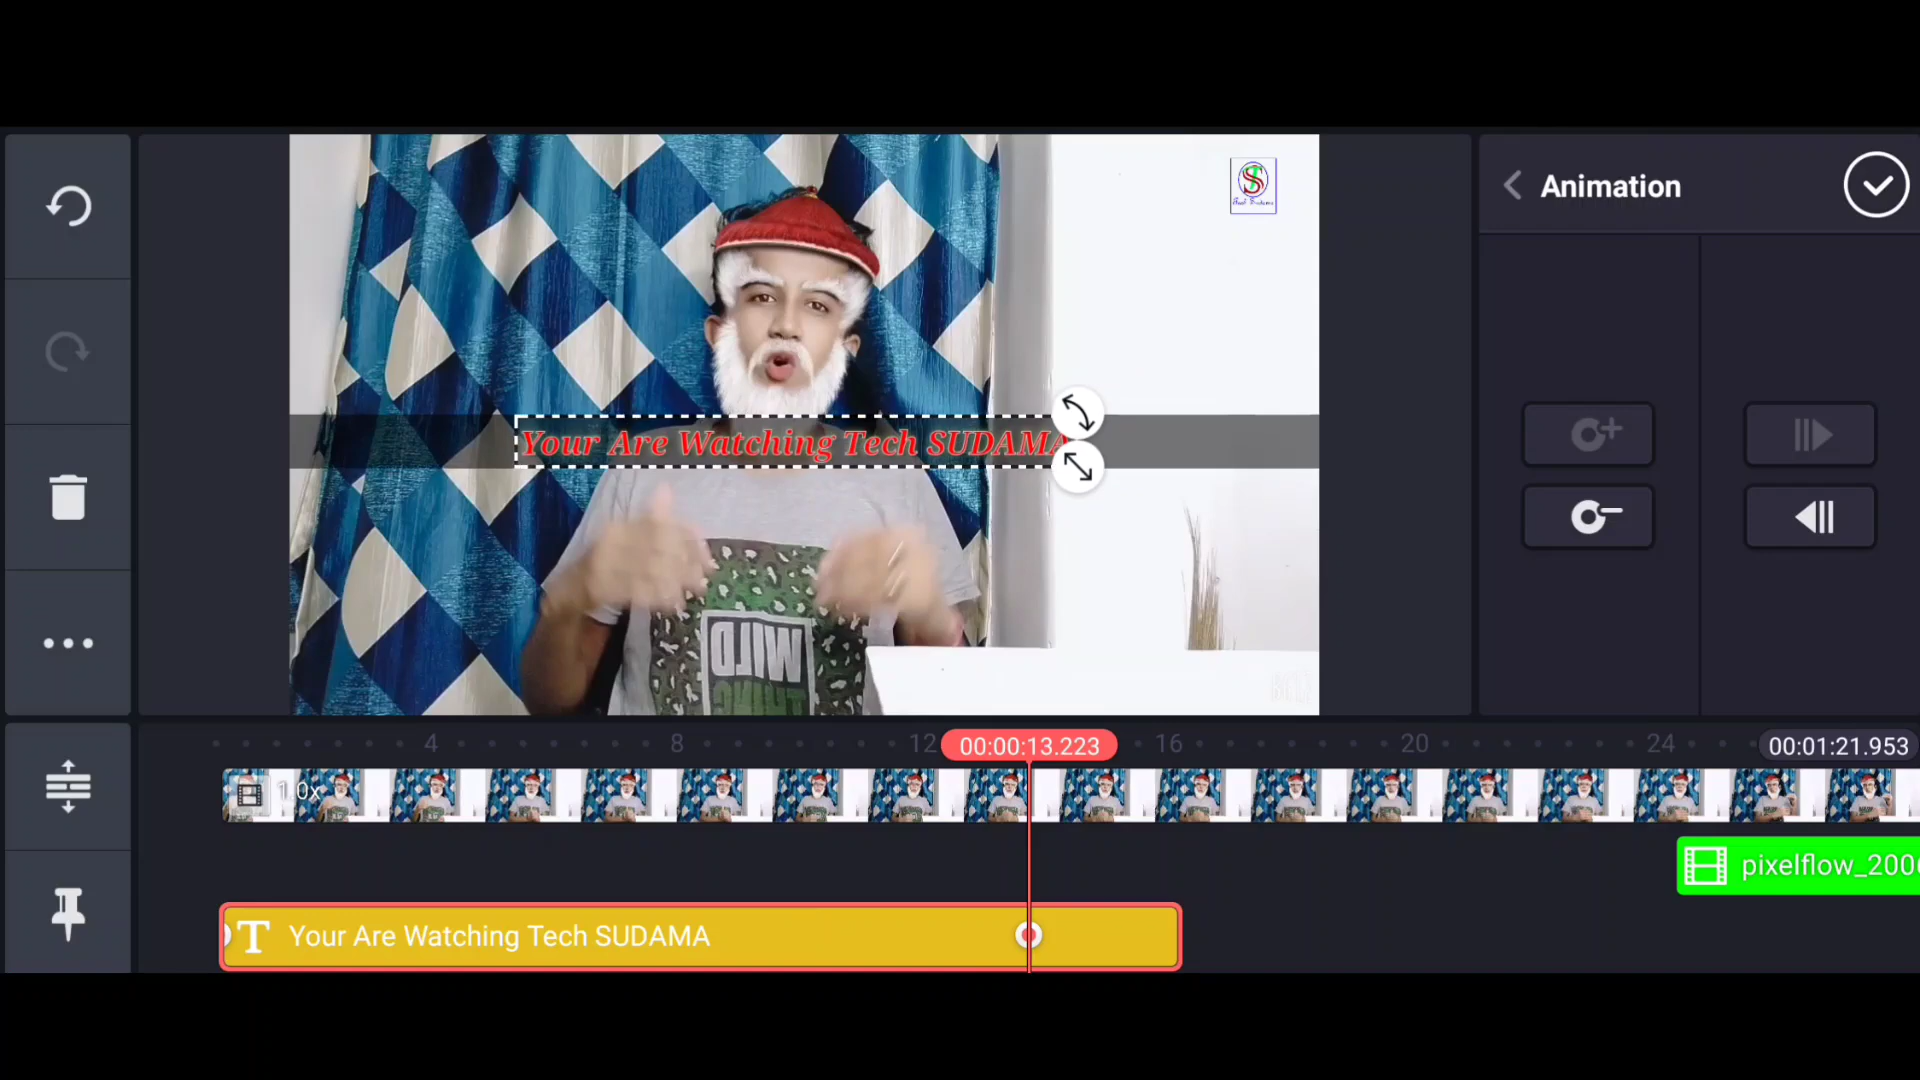 Animation
Your Are Watching Tech SUDAMA
WILD
4
8
12
00:00:13.223
16
20
24
00:01:21.953
1.0x
pixelflow_200
Your Are Watching Tech SUDAMA